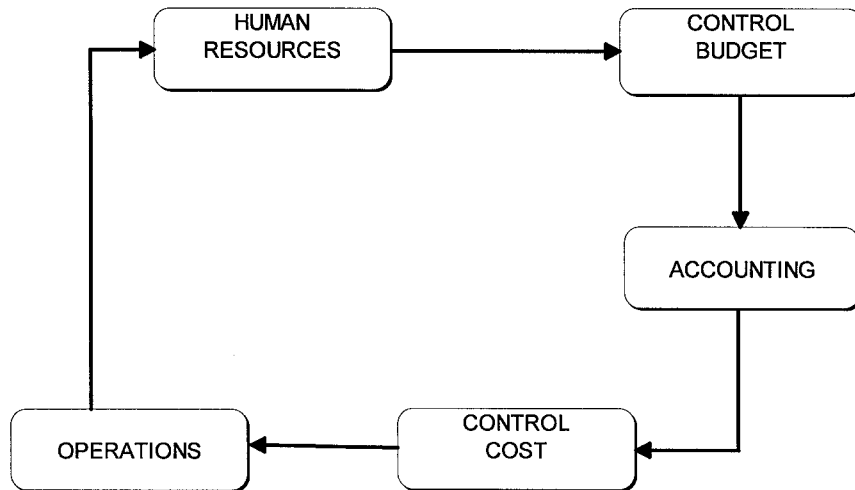 HUMAN
RESOURCES
CONTROL
BUDGET
ACCOUNTING
CONTROL
COST
OPERATIONS